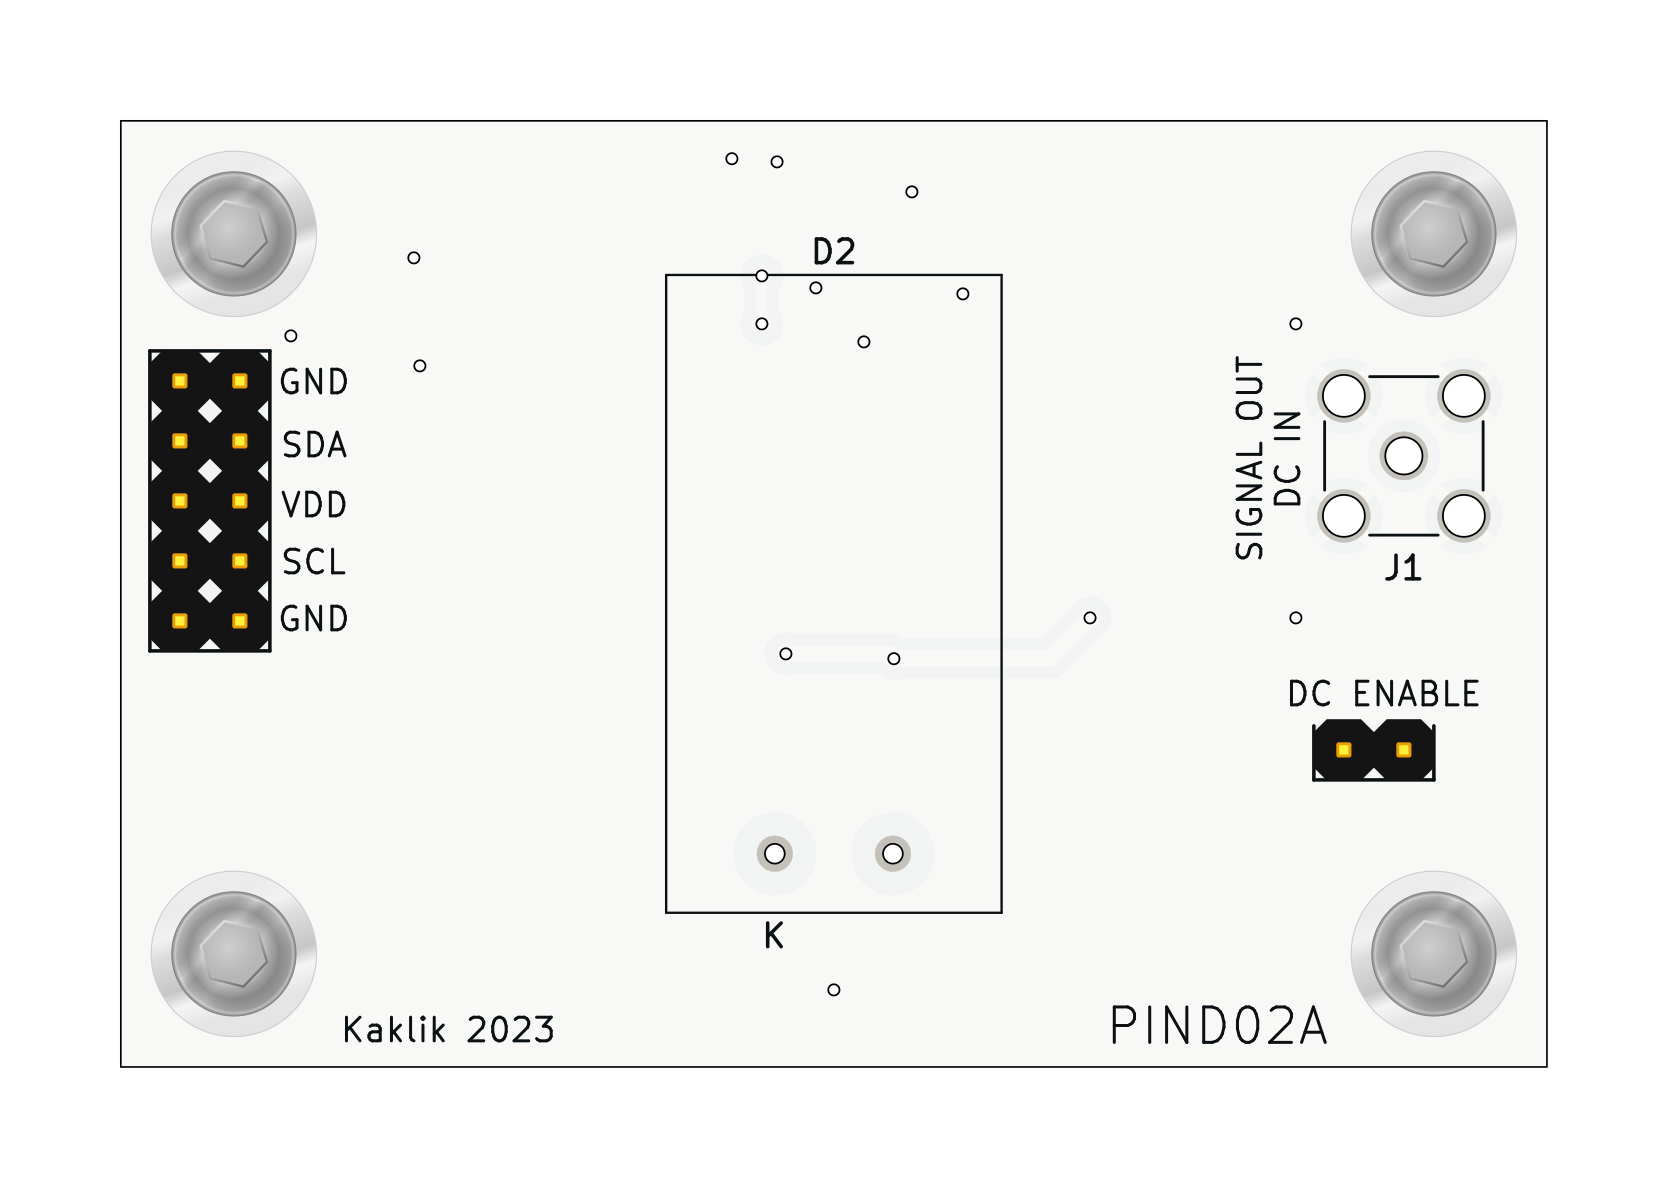 D2
GND
SDA
VDD
SCL
GND
SIGNAL OUT
DC IN
J1
DC ENABLE
K
Kaklik 2023
PIND02A